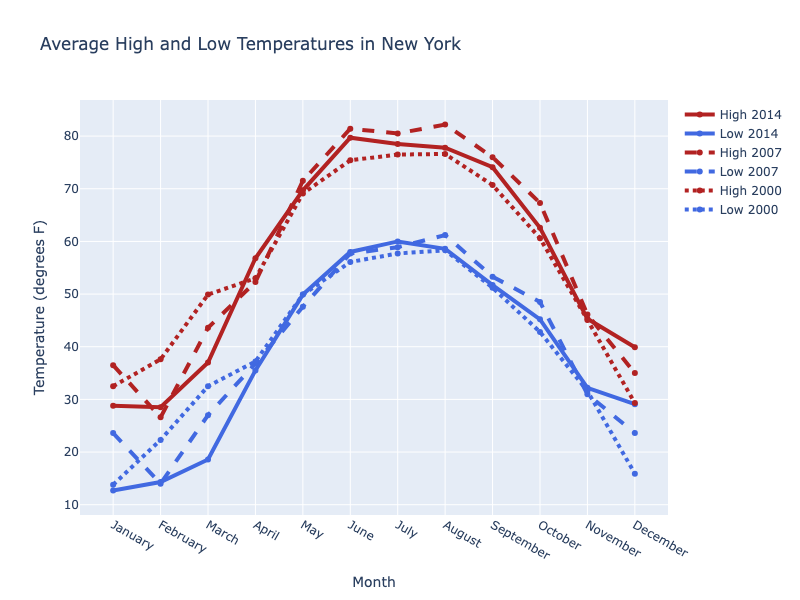 Average High and Low Temperatures in New York
High 2014
Low 2014
High 2007
Low 2007
High 2000
Low 2000
80
70
60
50
40
30
20
10
Temperature (degrees F)
January
February
March
April
May
June
July
August
September
October
November
December
Month